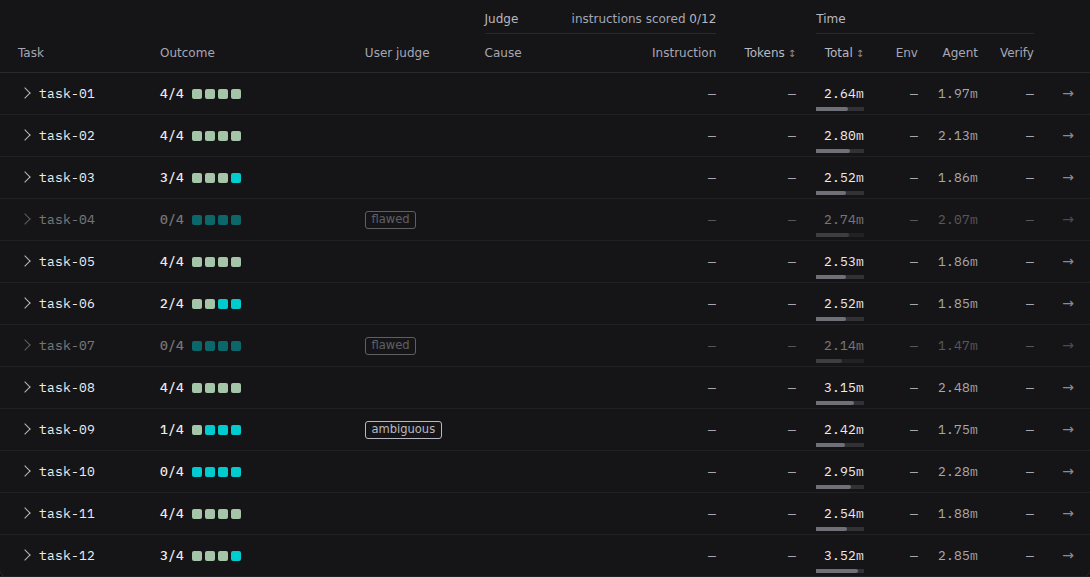 Judge instructions scored 0/12 Time
Task Outcome User judge Cause Instruction Tokens ↕ Total ↕ Env Agent Verify
task-01 4/4 — — 2.64m — 1.97m — →
task-02 4/4 — — 2.80m — 2.13m — →
task-03 3/4 — — 2.52m — 1.86m — →
task-04 0/4 flawed — — 2.74m — 2.07m — →
task-05 4/4 — — 2.53m — 1.86m — →
task-06 2/4 — — 2.52m — 1.85m — →
task-07 0/4 flawed — — 2.14m — 1.47m — →
task-08 4/4 — — 3.15m — 2.48m — →
task-09 1/4 ambiguous — — 2.42m — 1.75m — →
task-10 0/4 — — 2.95m — 2.28m — →
task-11 4/4 — — 2.54m — 1.88m — →
task-12 3/4 — — 3.52m — 2.85m — →